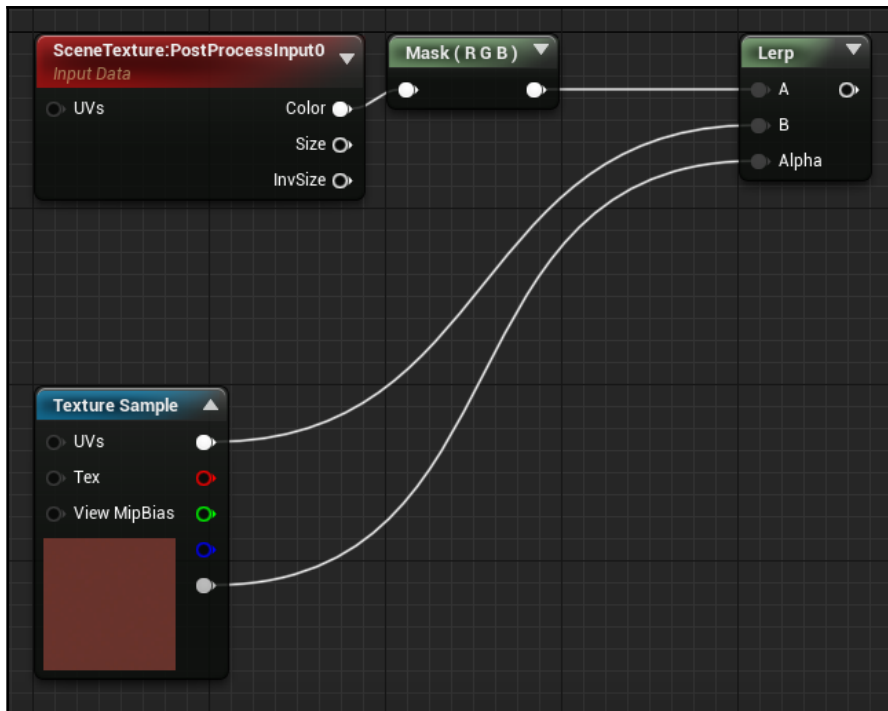 SceneTexture:PostProcessInput0
Input Data
UVs
Color
Size
InvSize
Mask ( R G B )
Lerp
A
B
Alpha
Texture Sample
UVs
Tex
View MipBias